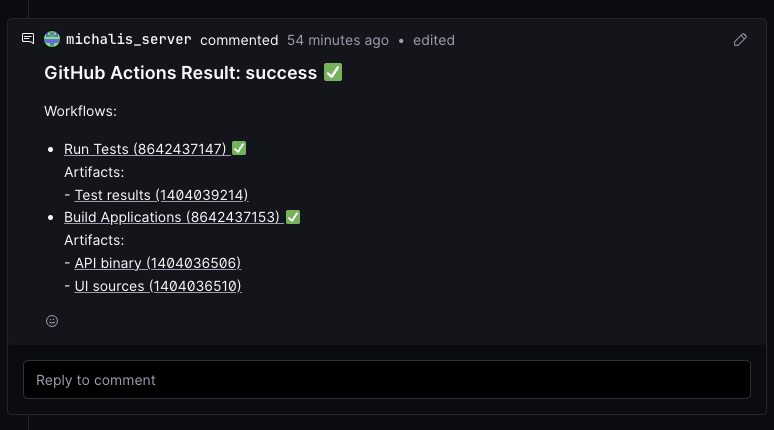 michalis_server commented 54 minutes ago • edited
GitHub Actions Result: success ✅
Workflows:
• Run Tests (8642437147) ✅
Artifacts:
- Test results (1404039214)
• Build Applications (8642437153) ✅
Artifacts:
- API binary (1404036506)
- UI sources (1404036510)
Reply to comment